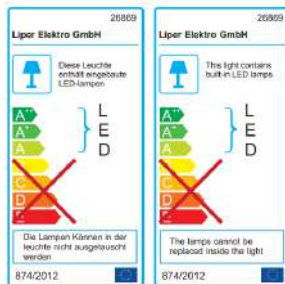 26869
Liper Elektro GmbH
Diese Leuchte
enthält eingebaute
LED-lampen
A++
A+
A
C
D
L
E
D
Die Lampen Können in der
leuchte nicht ausgetauscht
werden
874/2012
26869
Liper Elektro GmbH
This light contains
built-in LED lamps
A++
A+
A
C
D
L
E
D
The lamps cannot be
replaced inside the light
874/2012